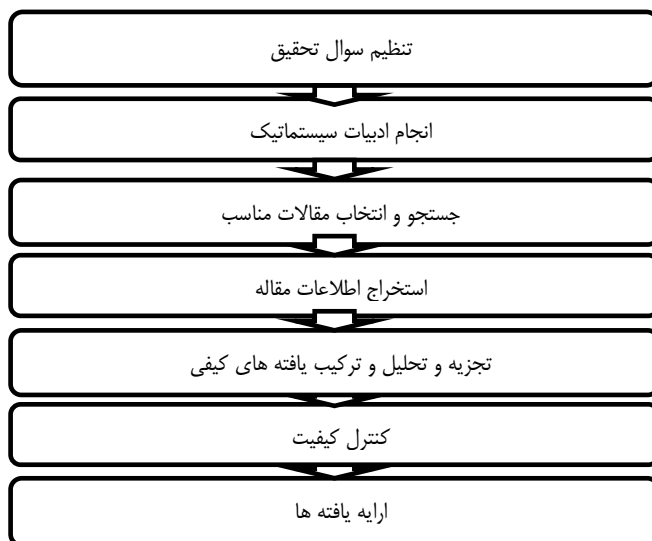 تنظیم سوال تحقیق
انجام ادبیات سیستماتیک
جستجو و انتخاب مقالات مناسب
استخراج اطلاعات مقاله
تجزیه و تحلیل و ترکیب یافته های کیفی
کنترل کیفیت
ارایه یافته ها